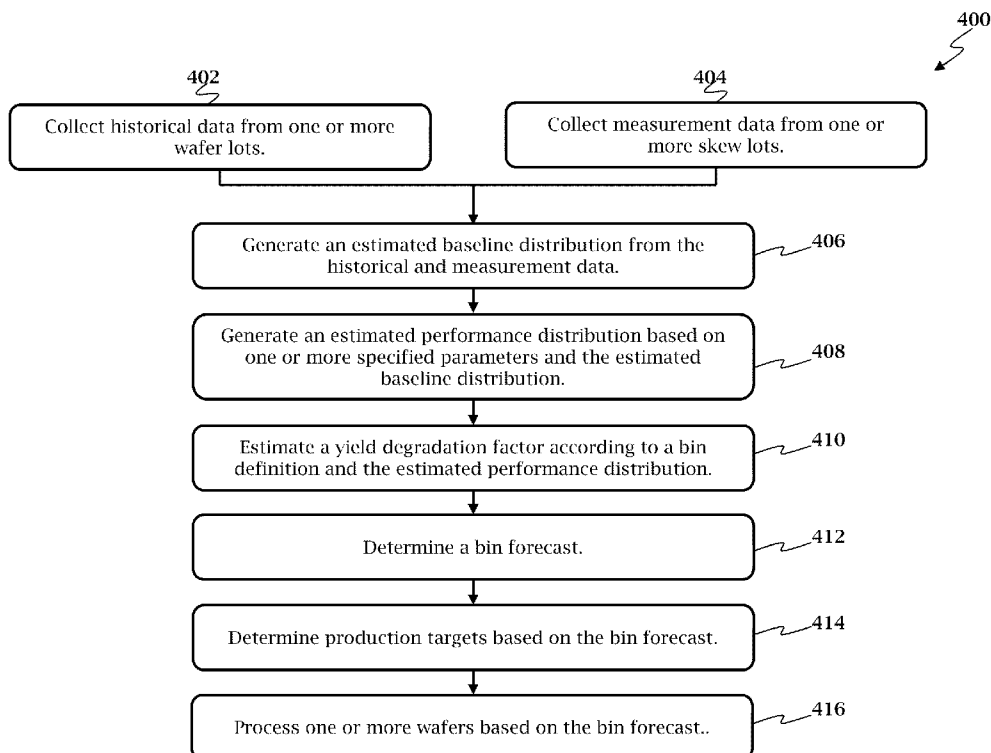 400
402
404
Collect historical data from one or more
wafer lots.
Collect measurement data from one or
more skew lots.
Generate an estimated baseline distribution from the
historical and measurement data.
406
Generate an estimated performance distribution based on
one or more specified parameters and the estimated
baseline distribution.
408
Estimate a yield degradation factor according to a bin
definition and the estimated performance distribution.
410
Determine a bin forecast.
412
Determine production targets based on the bin forecast.
414
Process one or more wafers based on the bin forecast..
416